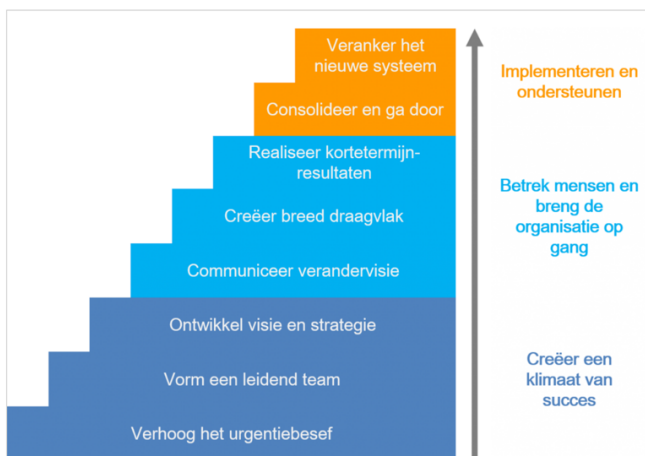 Veranker het
nieuwe systeem
Consolideer en ga door
Realiseer kortetermijn-
resultaten
Creëer breed draagvlak
Communiceer verandervisie
Ontwikkel visie en strategie
Vorm een leidend team
Verhoog het urgentiebesef
Implementeren en
ondersteunen
Betrek mensen en
breng de
organisatie op
gang
Creëer een
klimaat van
succes